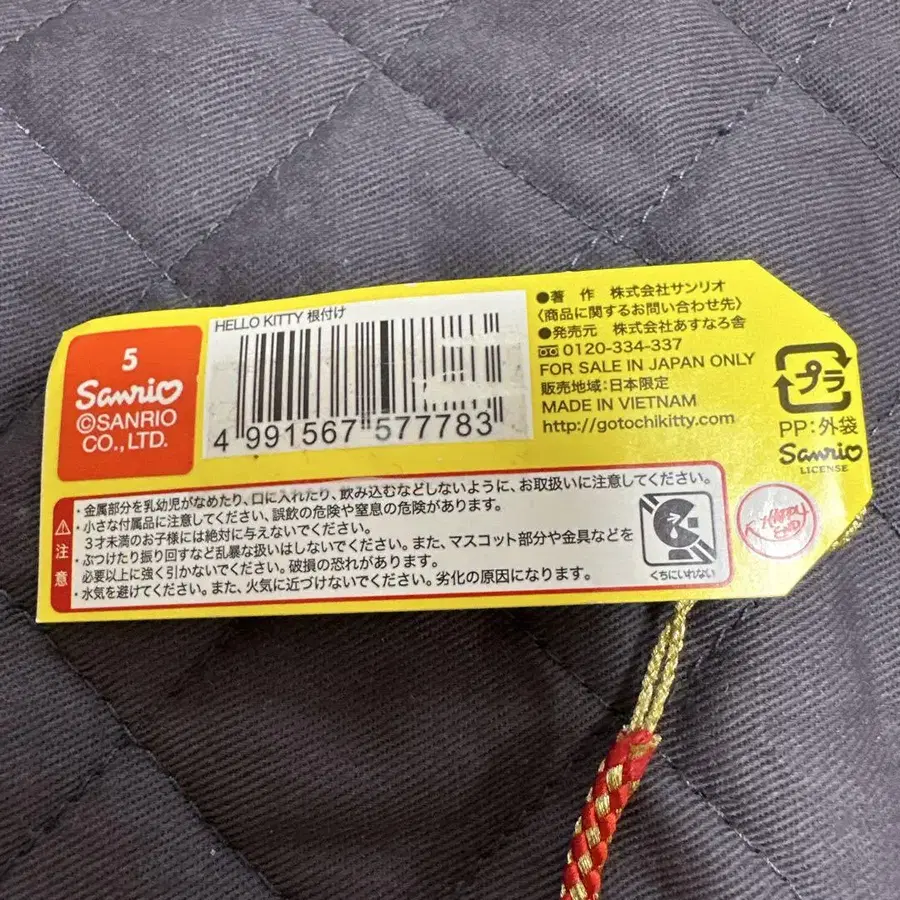 5
Sanrio
©SANRIO
CO.,LTD.
HELLO KITTY 根付け
4 991567 577783
●著 作 株式会社サンリオ
〈商品に関するお問い合わせ先〉
●発売元 株式会社あすなろ舎
0120-334-337
FOR SALE IN JAPAN ONLY
販売地域:日本限定
MADE IN VIETNAM
http://gotochikitty.com
プラ
PP:外袋
Sanrio
LICENSE
注意
・金属部分を乳幼児がなめたり、口に入れたり、飲み込むなどしないように、お取扱いに注意してください。
・小さな付属品に注意してください、誤飲の危険や窒息の危険があります。
3才未満のお子様には絶対に与えないでください。
・ぶつけたり振り回すなど乱暴な扱いはしないでください。また、マスコット部分や金具などを
必要以上に強く引かないでください。破損の恐れがあります。
・水気を避けてください。また、火気に近づけないでください。劣化の原因になります。
くちにいれない
HAPPY
END